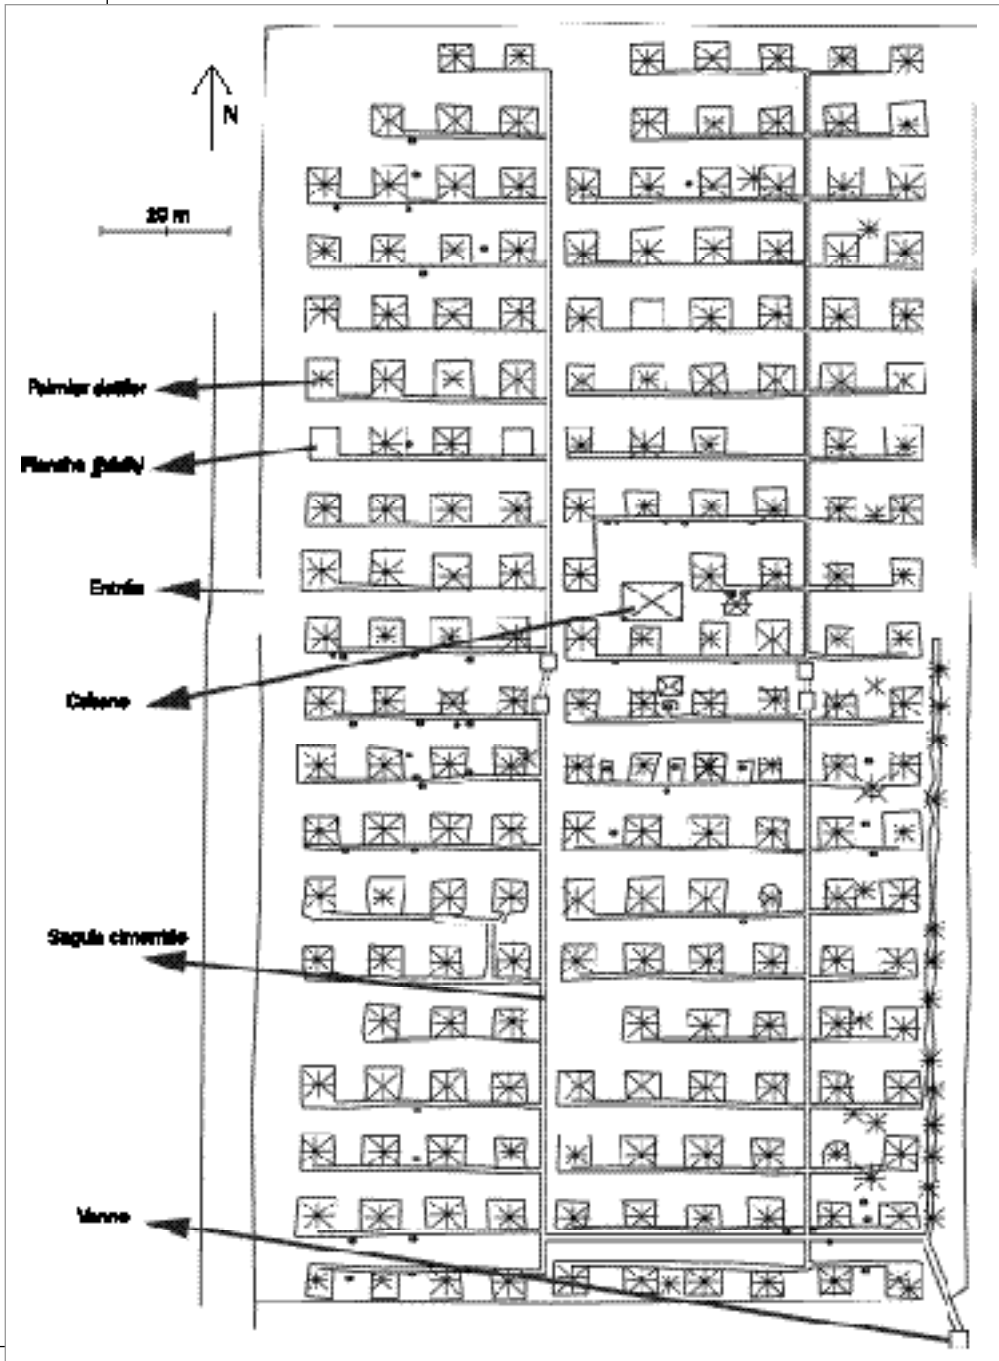 N
20 m
Palmier dattier
Planche
Entrée
Cabane
Seguia cimentée
Vanne